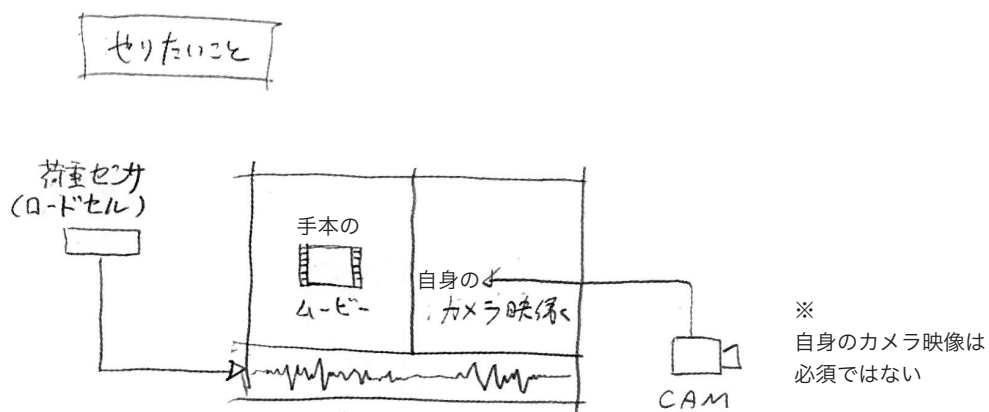 やりたいこと
荷重センサ
(ロードセル)
手本の
ムービー
自身の
カメラ映像
CAM
※
自身のカメラ映像は
必須ではない